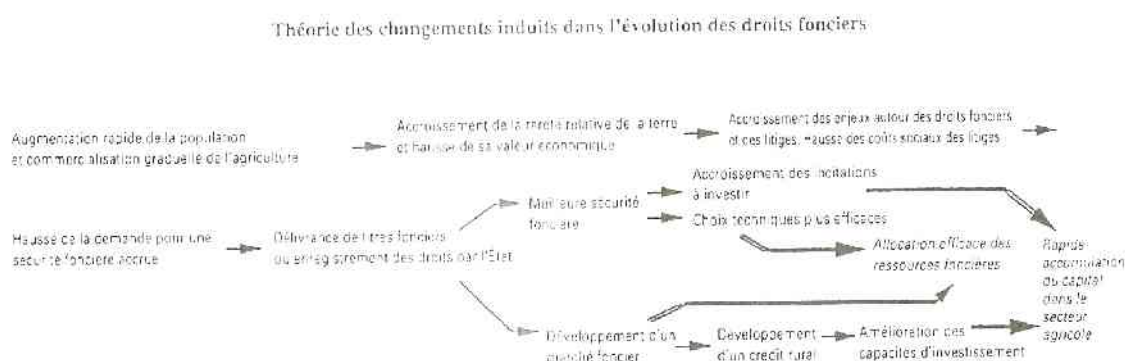 Théorie des changements induits dans l'évolution des droits fonciers
Augmentation rapide de la population
et commercialisation graduelle de l'agriculture
Accroissement de la rareté relative de la terre
et hausse de sa valeur économique
Accroissement des enjeux autour des droits fonciers
et des litiges. Hausse des coûts sociaux des litiges
Hausse de la demande pour une
sécurité foncière accrue
Délivrance de titres fonciers
ou enregistrement des droits par l'Etat
Meilleure sécurité
foncière
Accroissement des incitations
à investir
Choix techniques plus efficaces
Allocation efficace des
ressources foncières
Rapide
accumulation
du capital
dans le
secteur
agricole
Développement d'un
marché foncier
Développement
d'un crédit rural
Amélioration des
capacités d'investissement